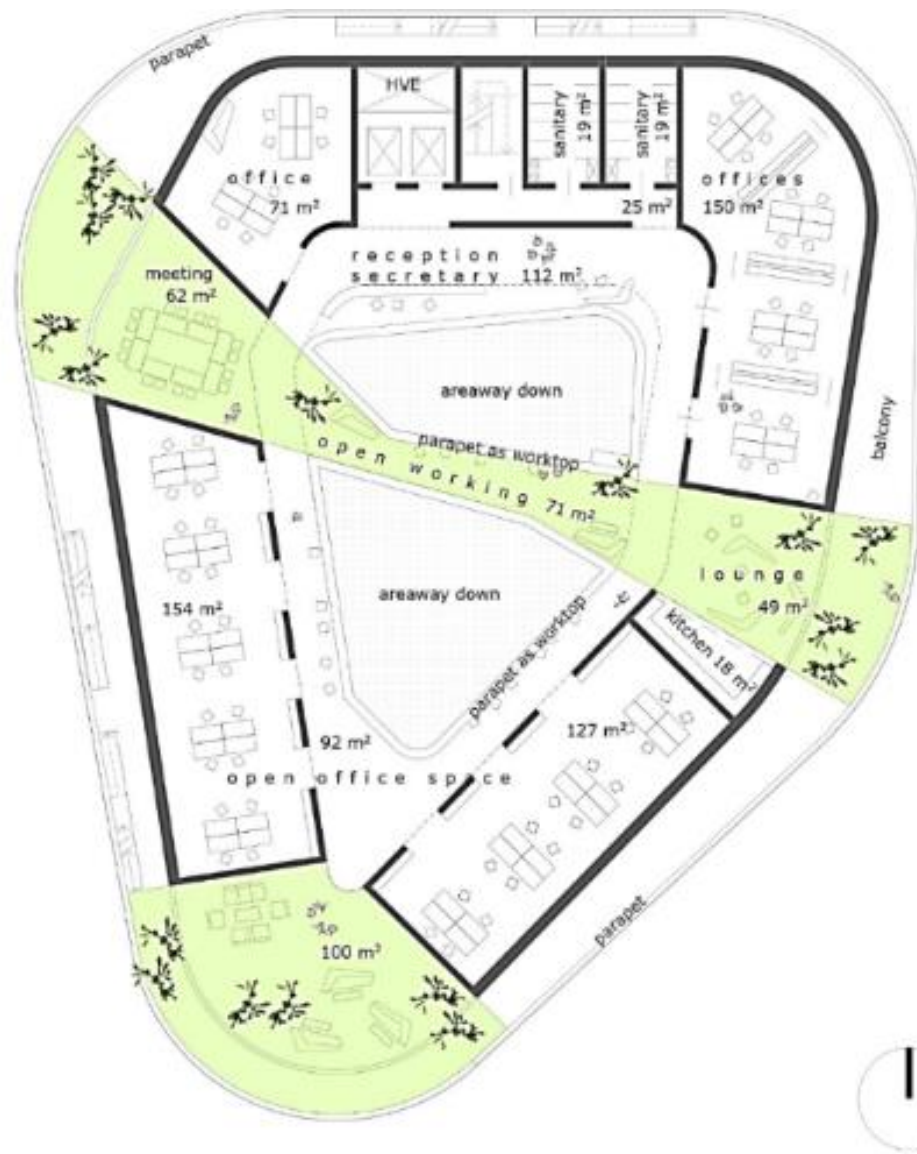 parapet
HVE
sanitary
19 m²
sanitary
19 m²
office
71 m²
25 m²
offices
150 m²
reception
secretary 112 m²
meeting
62 m²
areaway down
balcony
parapet as worktop
open working 71 m²
lounge
49 m²
154 m²
areaway down
kitchen 18 m²
parapet as worktop
92 m²
127 m²
open office space
parapet
100 m²